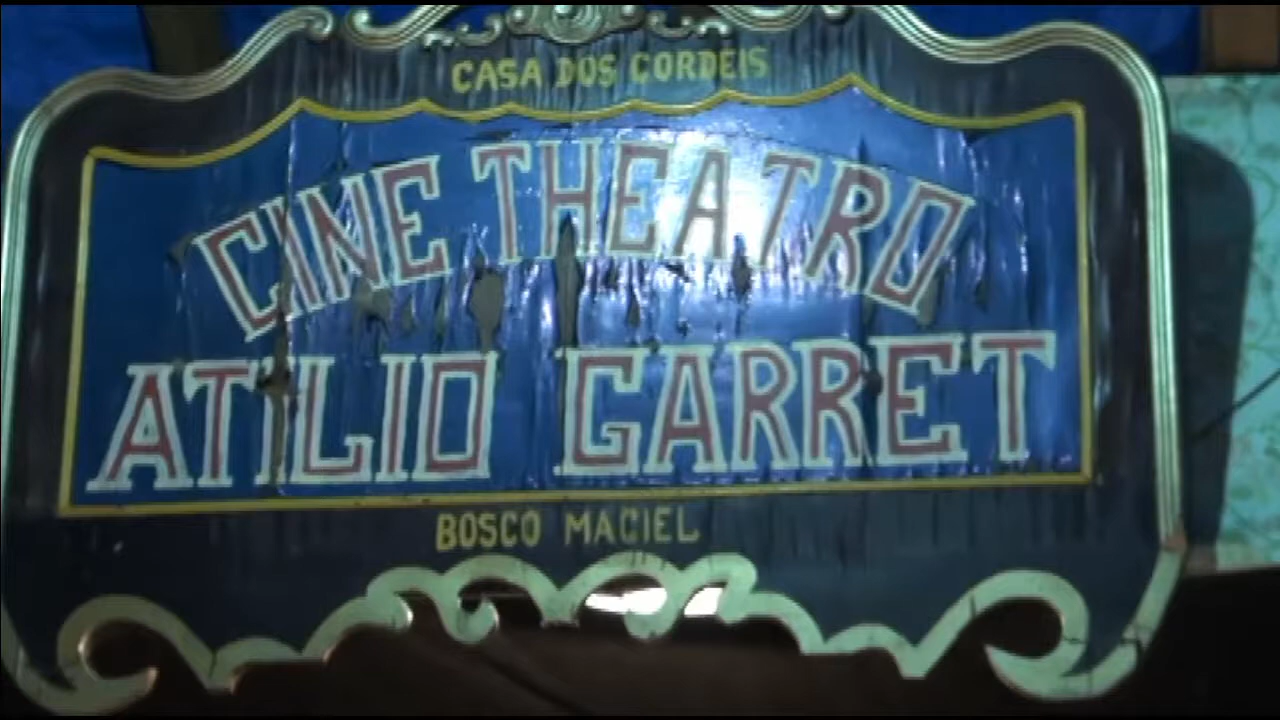 CASA DOS CORDEIS
CINE THEATRO
ATILIO GARRET
BOSCO MACIEL